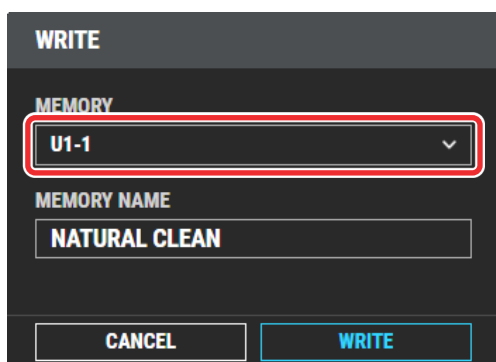 WRITE
MEMORY
U1-1
MEMORY NAME
NATURAL CLEAN
CANCEL WRITE